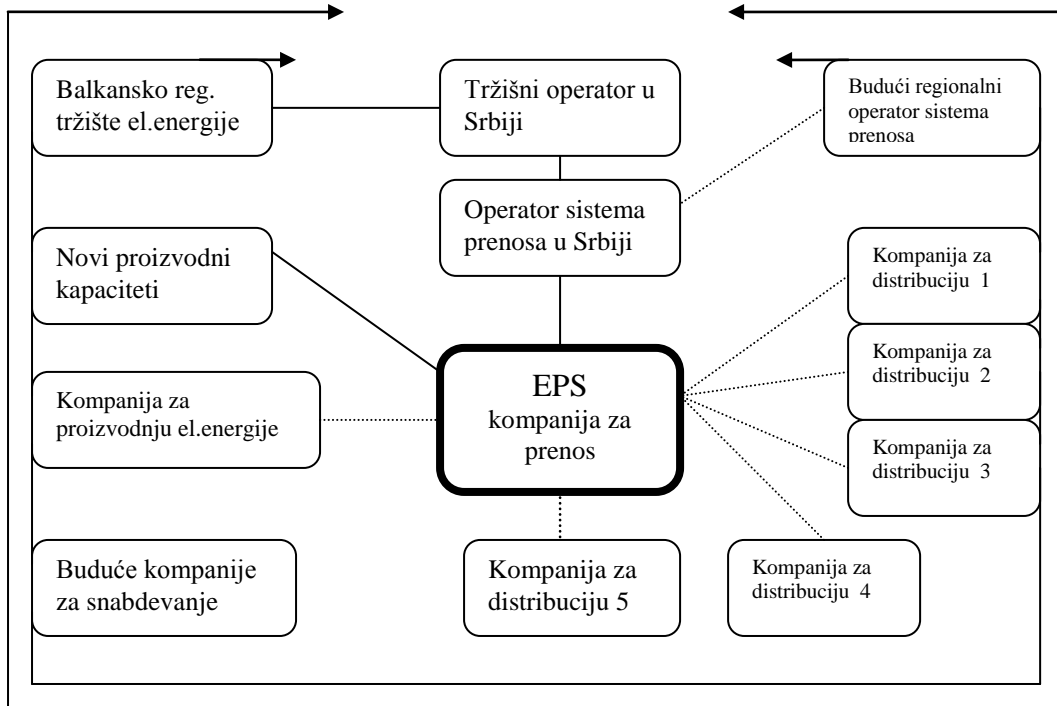 Balkansko reg.
tržište el.energije
Tržišni operator u
Srbiji
Budući regionalni
operator sistema
prenosa
Operator sistema
prenosa u Srbiji
Novi proizvodni
kapaciteti
Kompanija za
distribuciju 1
EPS
kompanija za
prenos
Kompanija za
distribuciju 2
Kompanija za
proizvodnju el.energije
Kompanija za
distribuciju 3
Buduće kompanije
za snabdevanje
Kompanija za
distribuciju 5
Kompanija za
distribuciju 4